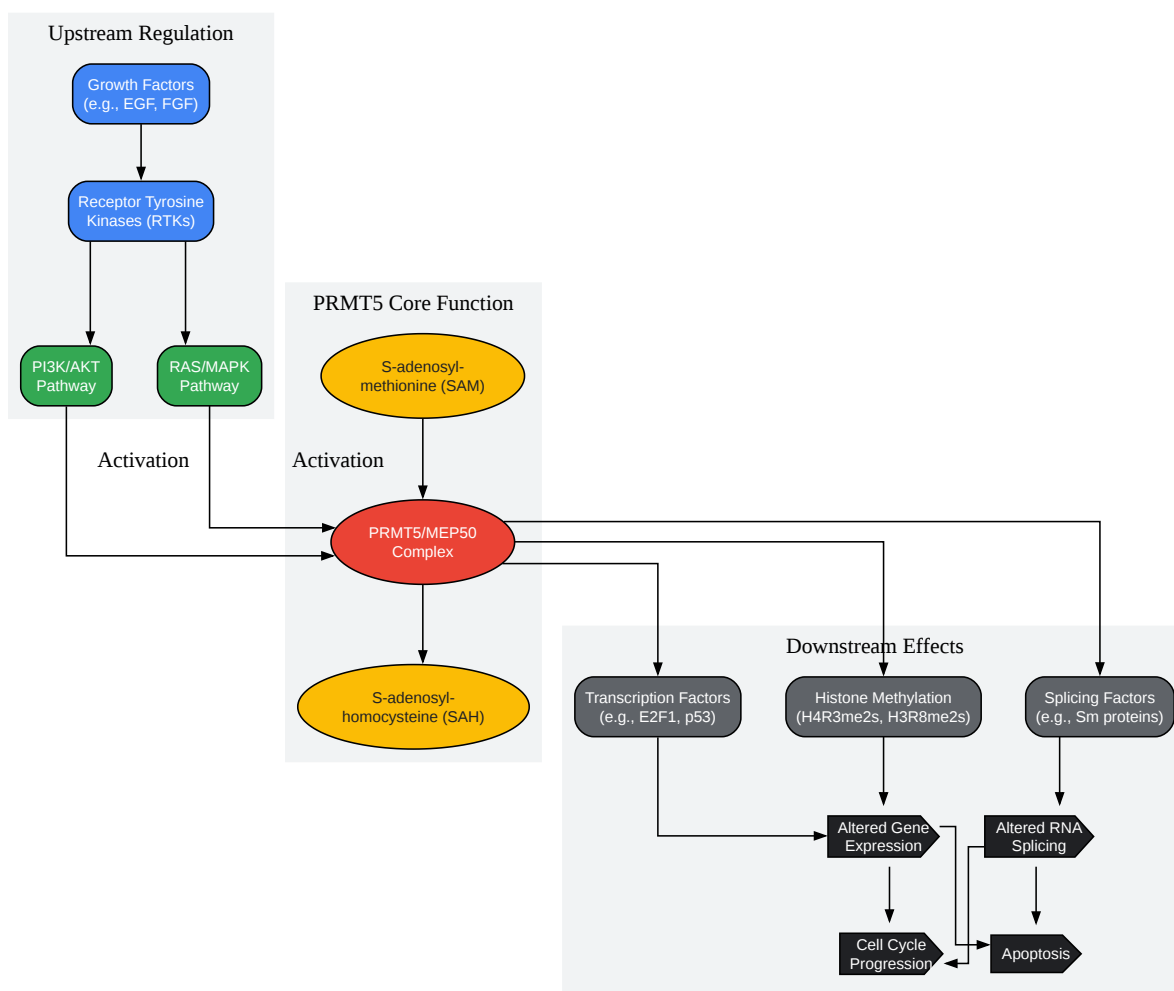 Upstream Regulation
Growth Factors
(e.g., EGF, FGF)
Receptor Tyrosine
Kinases (RTKs)
PI3K/AKT
Pathway
RAS/MAPK
Pathway
PRMT5 Core Function
S-adenosyl-
methionine (SAM)
Activation
Activation
PRMT5/MEP50
Complex
S-adenosyl-
homocysteine (SAH)
Downstream Effects
Transcription Factors
(e.g., E2F1, p53)
Histone Methylation
(H4R3me2s, H3R8me2s)
Splicing Factors
(e.g., Sm proteins)
Altered Gene
Expression
Altered RNA
Splicing
Cell Cycle
Progression
Apoptosis